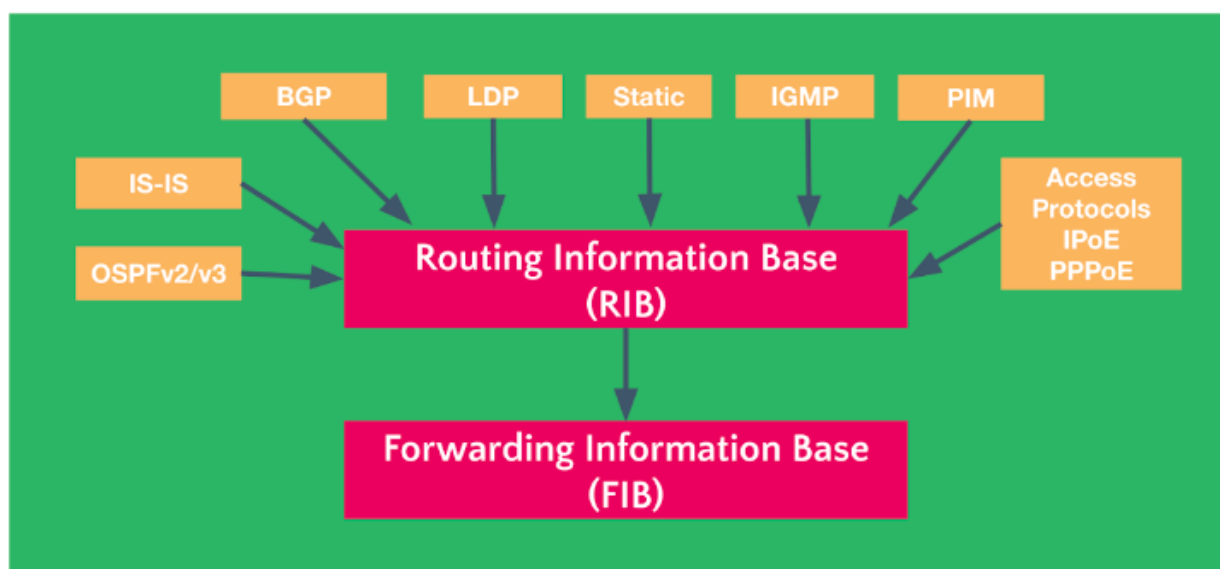 BGP
LDP
Static
IGMP
PIM
IS-IS
Access
Protocols
IPoE
PPPoE
OSPFv2/v3
Routing Information Base
(RIB)
Forwarding Information Base
(FIB)